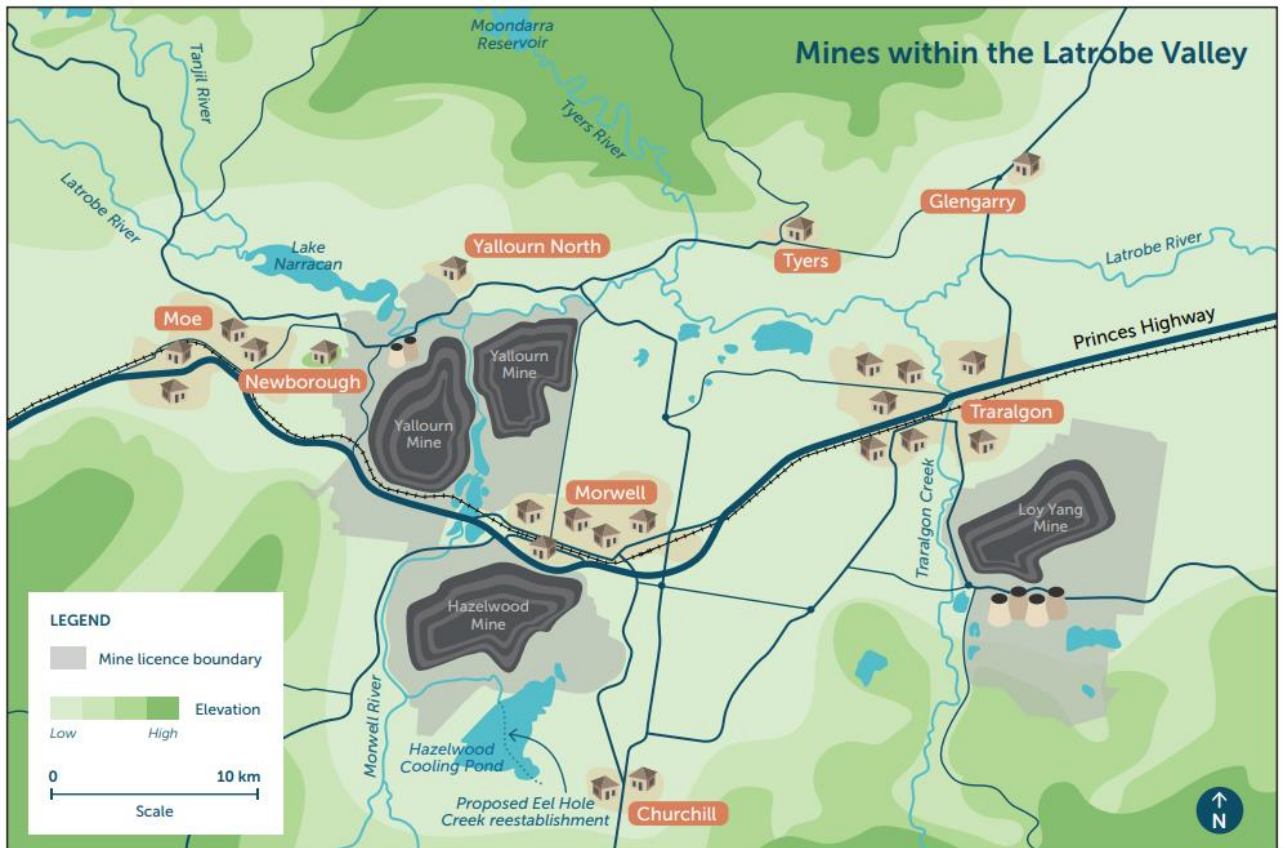 Mines within the Latrobe Valley
Moondarra
Reservoir
Tanjil River
Tyers River
Latrobe River
Glengarry
Lake
Narracan
Yallourn North
Tyers
Latrobe River
Moe
Princes Highway
Newborough
Yallourn
Mine
Yallourn
Mine
Traralgon
Morwell
Traralgon Creek
Loy Yang
Mine
Hazelwood
Mine
LEGEND
Mine licence boundary
Elevation
Low
High
0
10 km
Scale
Morwell River
Hazelwood
Cooling Pond
Proposed Eel Hole
Creek reestablishment
Churchill
N